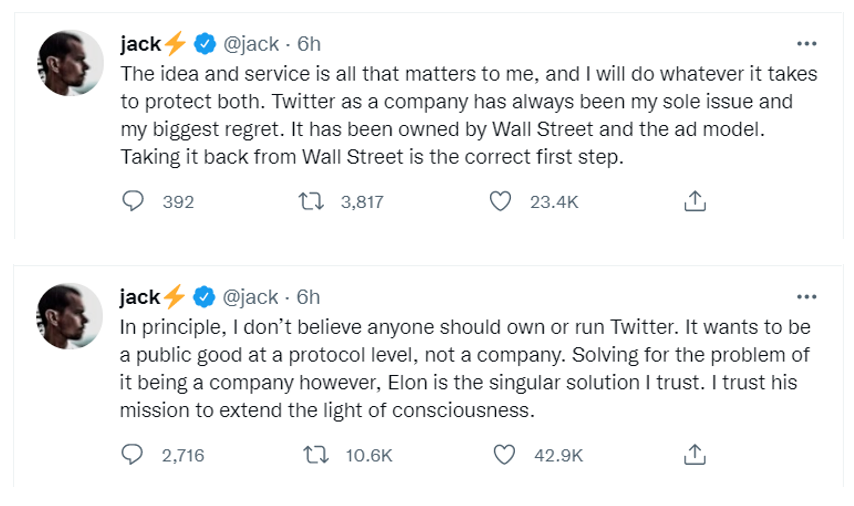 jack⚡ @jack · 6h
The idea and service is all that matters to me, and I will do whatever it takes
to protect both. Twitter as a company has always been my sole issue and
my biggest regret. It has been owned by Wall Street and the ad model.
Taking it back from Wall Street is the correct first step.
392 3,817 23.4K
jack⚡ @jack · 6h
In principle, I don’t believe anyone should own or run Twitter. It wants to be
a public good at a protocol level, not a company. Solving for the problem of
it being a company however, Elon is the singular solution I trust. I trust his
mission to extend the light of consciousness.
2,716 10.6K 42.9K